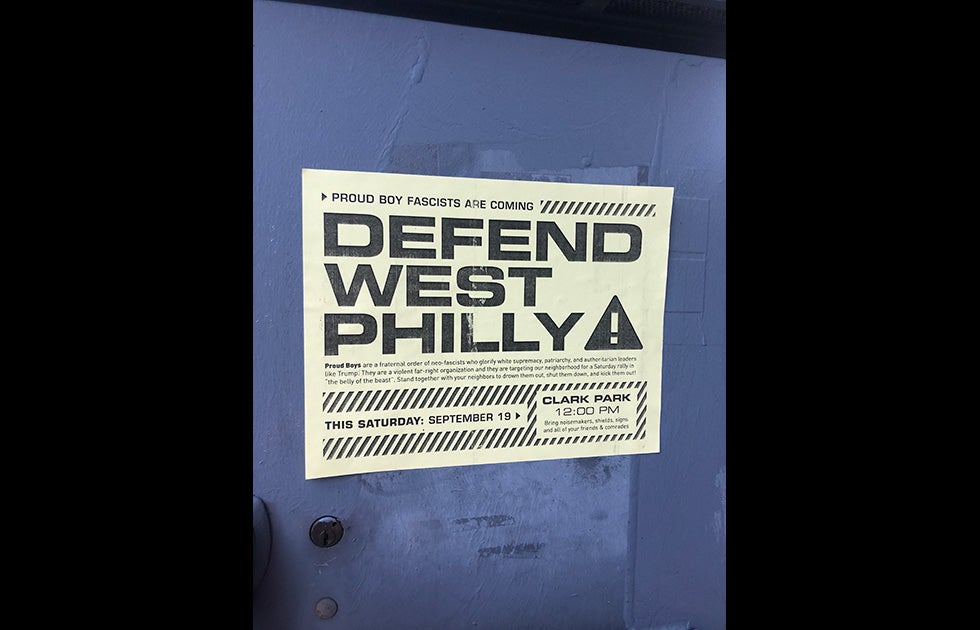 PROUD BOY FASCISTS ARE COMING
DEFEND
WEST
PHILLY
Proud Boys are a fraternal order of neo-fascists who glorify white supremacy, patriarchy, and author-tarian leaders
like Trump. They are a violent far-right organization and they are targeting our neighborhood for a Saturday rally in
"the belly of the beast". Stand together with your neighbors to drown them out, shut them down, and kick them out!
THIS SATURDAY: SEPTEMBER 19
CLARK PARK
12:00 PM
Bring noisemakers, shields, signs
and all of your friends & comrades